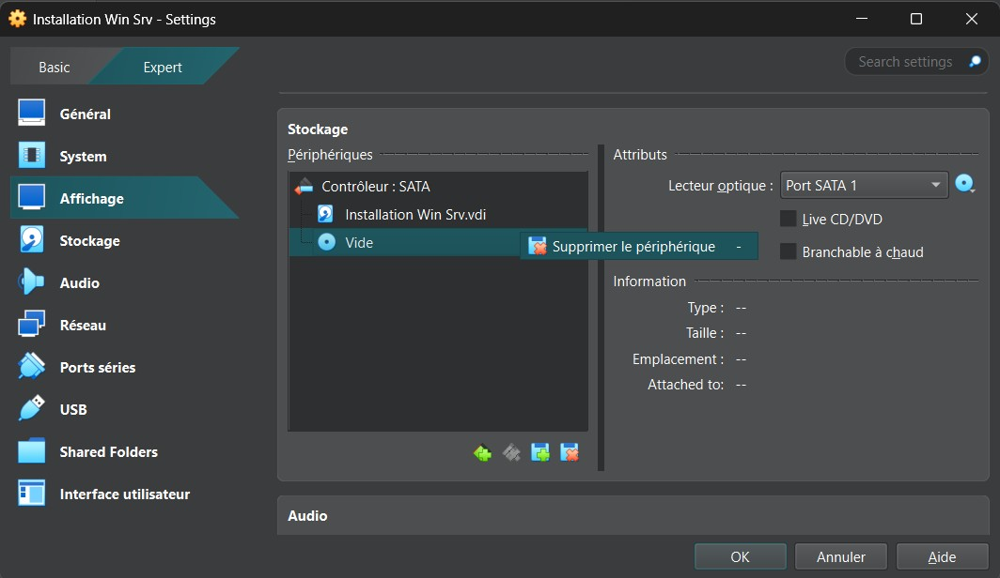 Installation Win Srv - Settings
Basic
Expert
Search settings
Général
System
Affichage
Stockage
Audio
Réseau
Ports séries
USB
Shared Folders
Interface utilisateur
Stockage
Périphériques
Contrôleur : SATA
Installation Win Srv.vdi
Vide
Supprimer le périphérique -
Attributs
Lecteur optique : Port SATA 1
Live CD/DVD
Branchable à chaud
Information
Type : --
Taille : --
Emplacement : --
Attached to: --
Audio
OK
Annuler
Aide